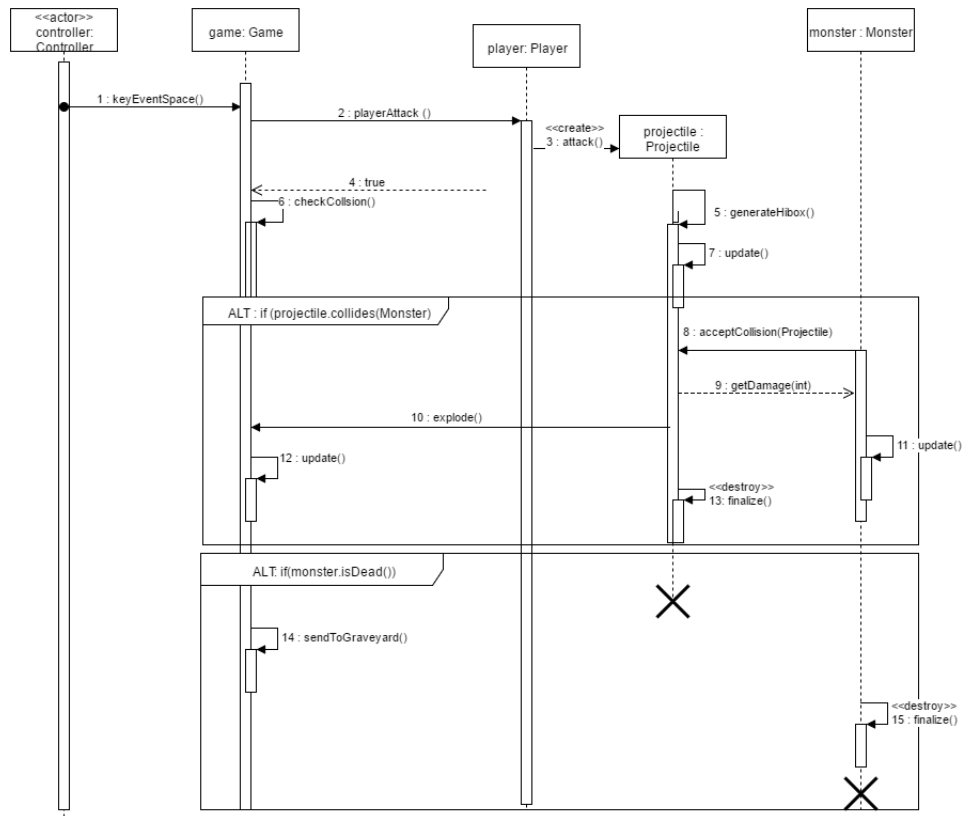 <<actor>>
controller:
Controller
game: Game
player: Player
monster : Monster
1 : keyEventSpace()
2 : playerAttack ()
<<create>>
3 : attack()
projectile :
Projectile
4 : true
6 : checkCollsion()
5 : generateHibox()
7 : update()
ALT : if (projectile.collides(Monster)
8 : acceptCollision(Projectile)
9 : getDamage(int)
10 : explode()
11 : update()
12 : update()
<<destroy>>
13: finalize()
ALT: if(monster.isDead())
14 : sendToGraveyard()
<<destroy>>
15 : finalize()